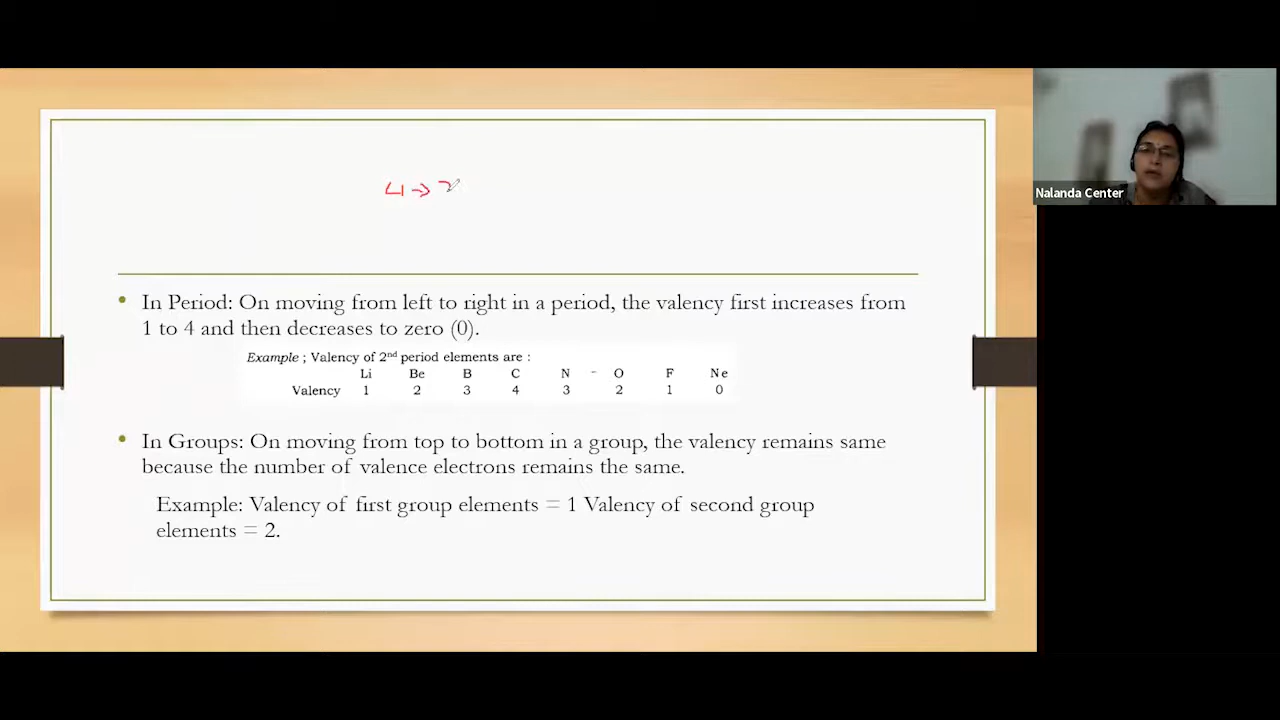 Nalanda Center
• In Period: On moving from left to right in a period, the valency first increases from
1 to 4 and then decreases to zero (0).
Example ; Valency of 2nd period elements are :
Li Be B C N - O F Ne
Valency 1 2 3 4 3 2 1 0
• In Groups: On moving from top to bottom in a group, the valency remains same
because the number of valence electrons remains the same.
Example: Valency of first group elements = 1 Valency of second group
elements = 2.